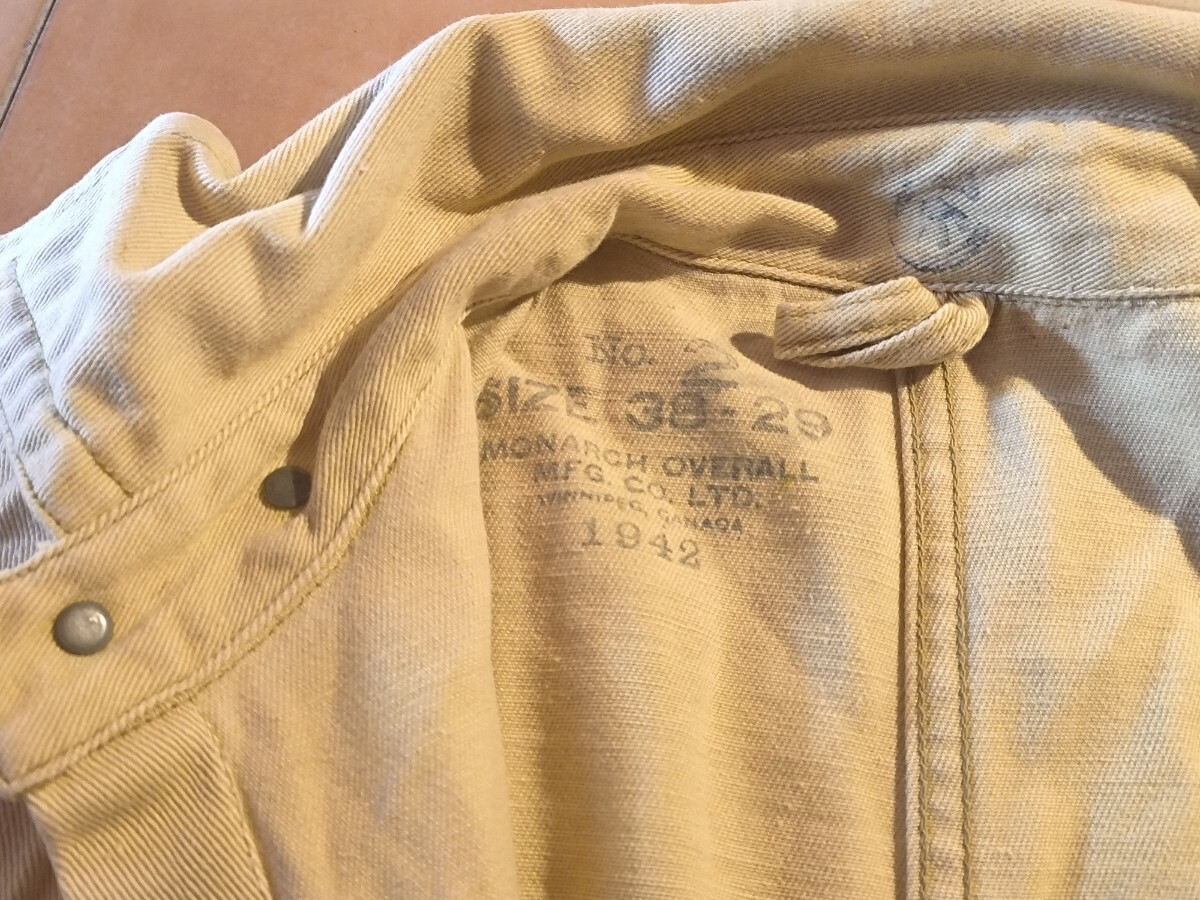 No. 2
SIZE 38-29
MONARCH OVERALL
MFG. CO. LTD.
WINNIPEG, CANADA
1942